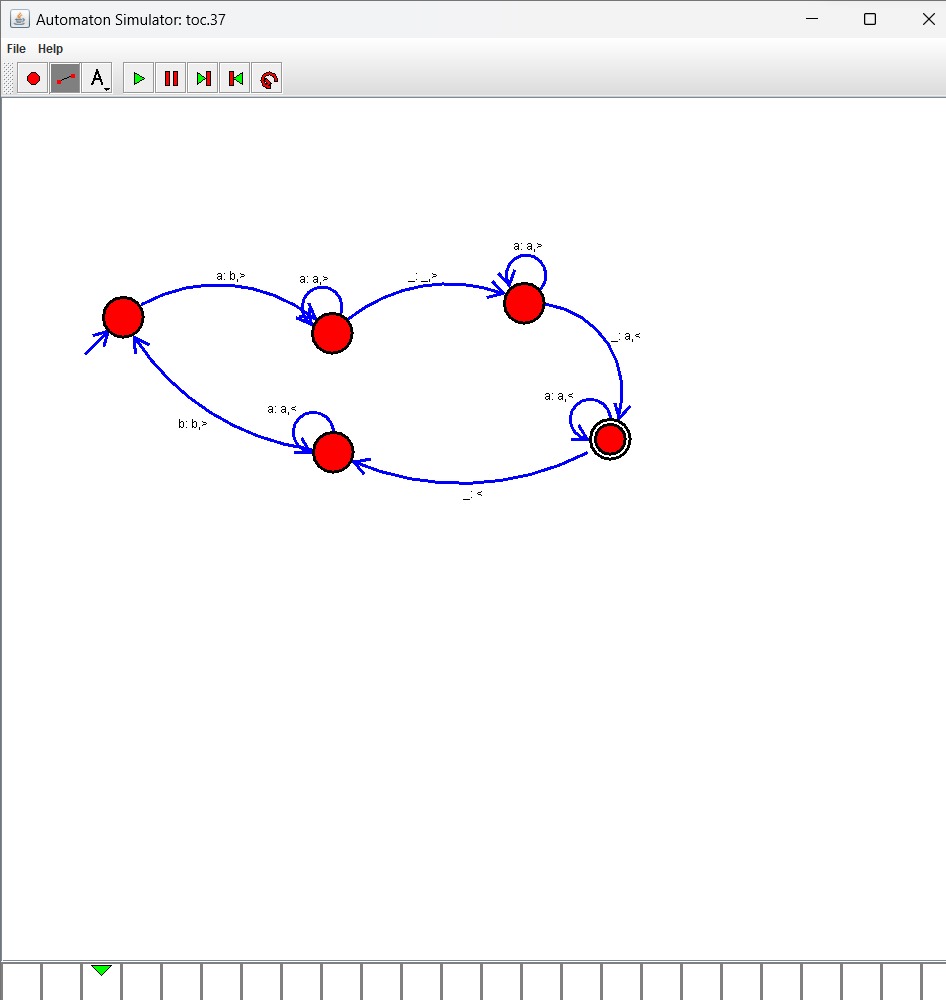 Automaton Simulator: toc.37
File Help
A
a: a,>
a: b,>
a: a,>
_: _,>
_: a,<
a: a,<
a: a,<
b: b,>
_: <